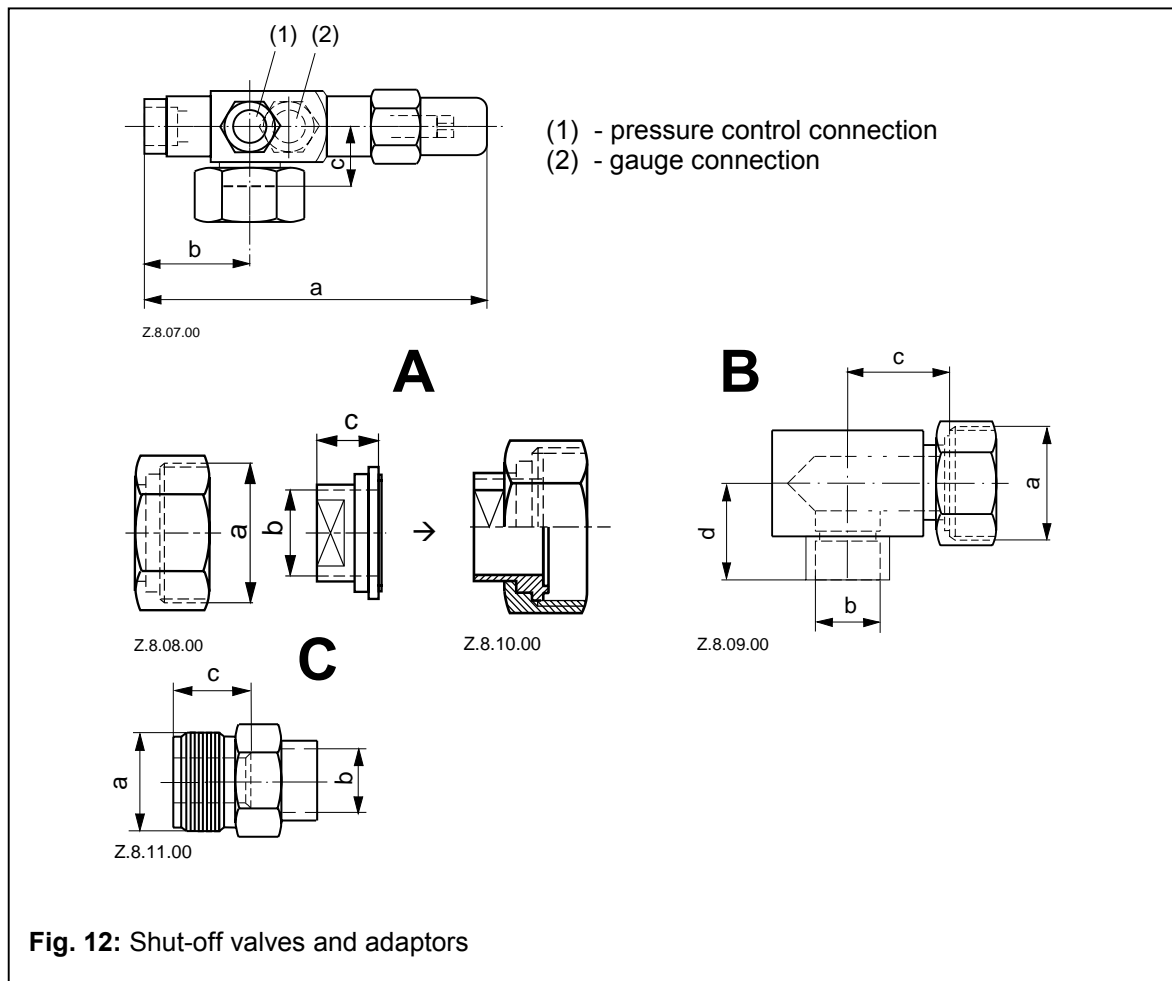 (1) (2)
(1) - pressure control connection
(2) - gauge connection
c
b
a
Z.8.07.00
A
B
c
c
a
b
→
a
d
b
Z.8.08.00
Z.8.10.00
Z.8.09.00
C
c
a
b
Z.8.11.00
Fig. 12: Shut-off valves and adaptors